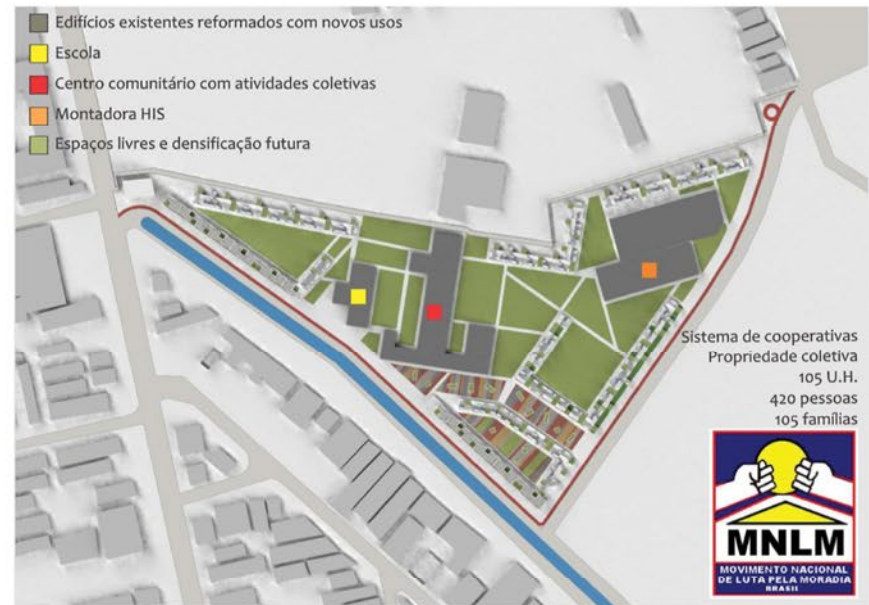 Edifícios existentes reformados com novos usos
Escola
Centro comunitário com atividades coletivas
Montadora HIS
Espaços livres e densificação futura
Sistema de cooperativas
Propriedade coletiva
105 U.H.
420 pessoas
105 famílias
MNLM
MOVIMENTO NACIONAL
DE LUTA PELA MORADIA
BRASIL